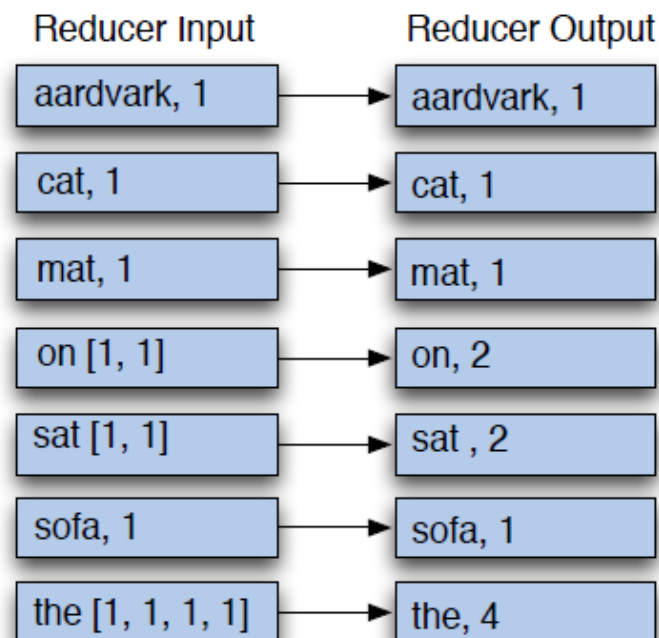 Reducer Input Reducer Output
aardvark, 1 aardvark, 1
cat, 1 cat, 1
mat, 1 mat, 1
on [1, 1] on, 2
sat [1, 1] sat , 2
sofa, 1 sofa, 1
the [1, 1, 1, 1] the, 4